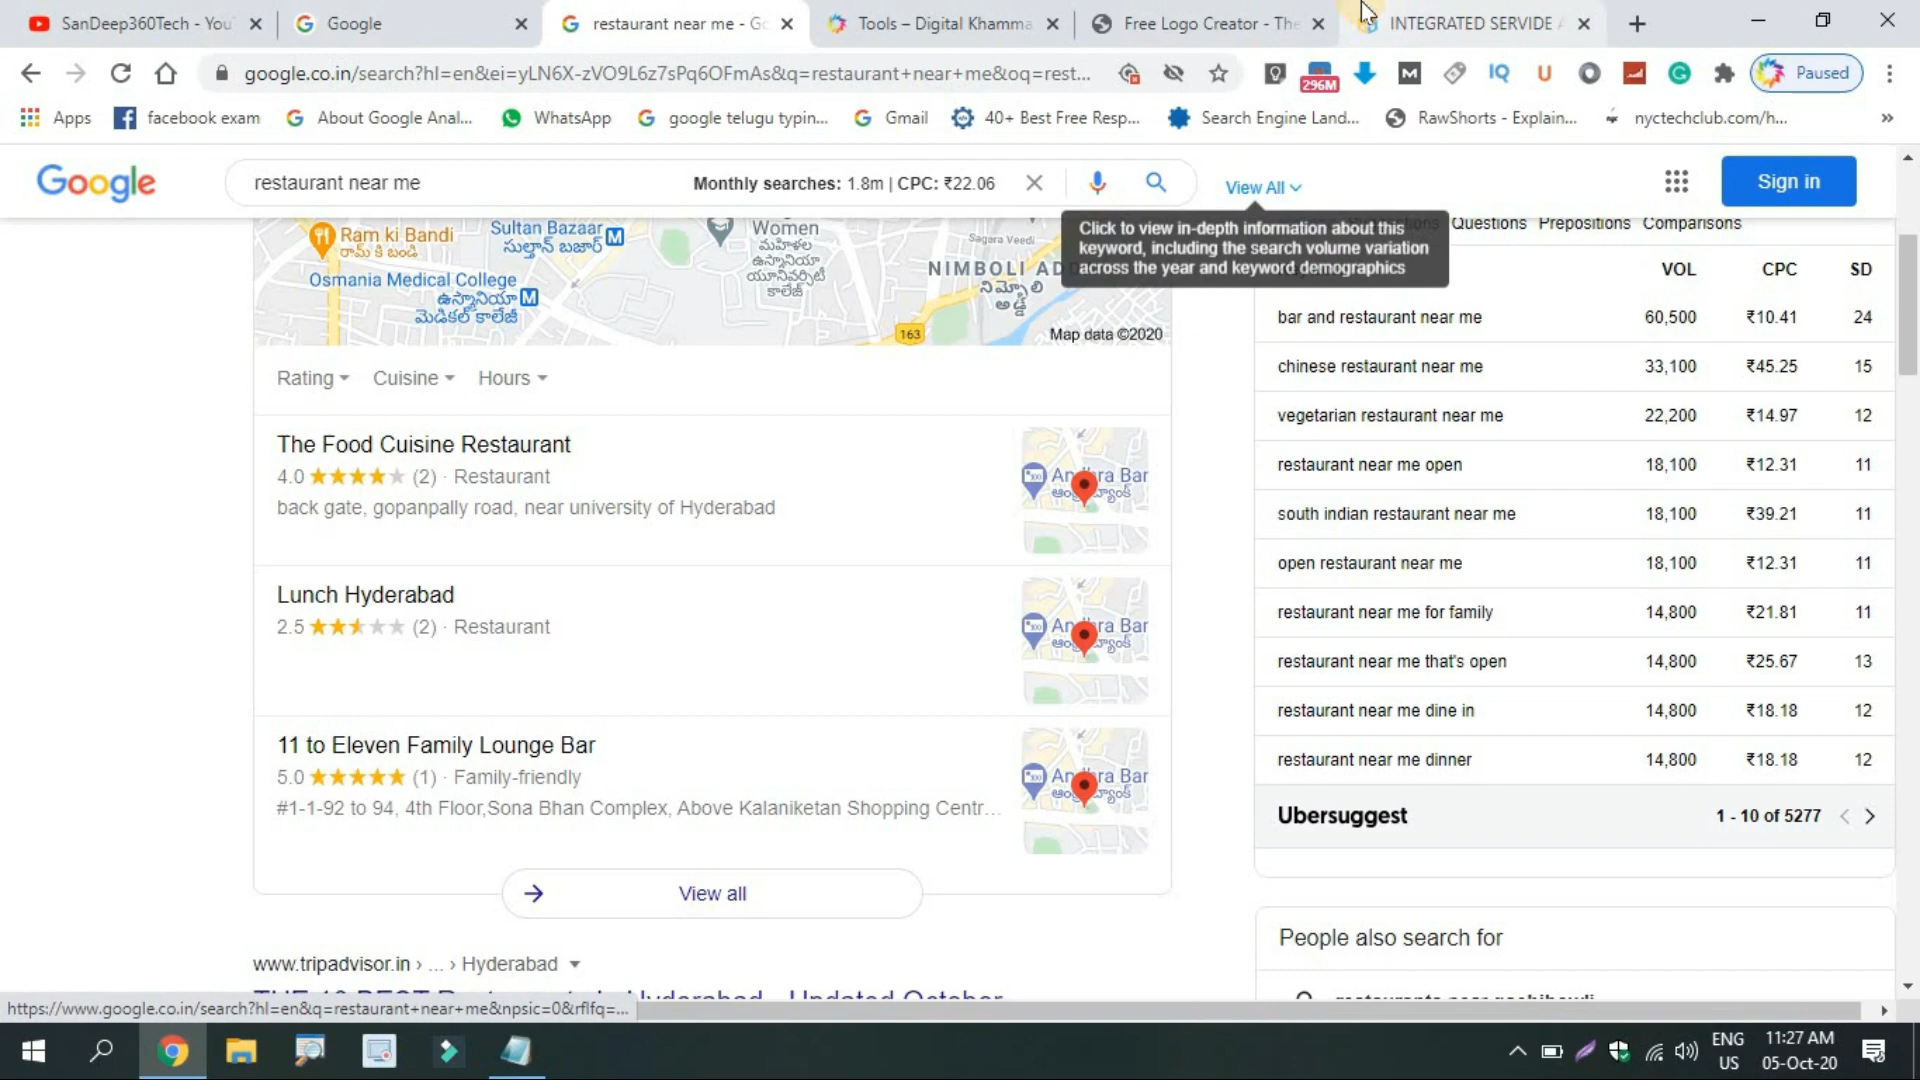 SanDeep360Tech - You
Google
restaurant near me - Go
Tools – Digital Khamma
Free Logo Creator - The
INTEGRATED SERVIDE A
google.co.in/search?hl=en&ei=yLN6X-zVO9L6z7sPq6OFmAs&q=restaurant+near+me&oq=rest...
296M
M
IQ
U
Paused
Apps
facebook exam
About Google Anal...
WhatsApp
google telugu typin...
Gmail
40+ Best Free Resp...
Search Engine Land...
RawShorts - Explain...
nyctechclub.com/h...
»
Google
restaurant near me
Monthly searches: 1.8m | CPC: ₹22.06
View All
Sign in
Click to view in-depth information about this
keyword, including the search volume variation
across the year and keyword demographics
Questions Prepositions Comparisons
Ram ki Bandi
రామ్ కి బండి
Sultan Bazaar
సుల్తాన్ బజార్
Osmania Medical College
ఉస్మానియా
మెడికల్ కాలేజీ
Women
మహిళల
ఉస్మానియా
యూనివర్సిటీ
కాలేజీ
Sagara Veedi
NIMBOLI AD
నిమ్బోలి
అడ్డ
163
Map data ©2020
VOL CPC SD
bar and restaurant near me 60,500 ₹10.41 24
chinese restaurant near me 33,100 ₹45.25 15
vegetarian restaurant near me 22,200 ₹14.97 12
restaurant near me open 18,100 ₹12.31 11
south indian restaurant near me 18,100 ₹39.21 11
open restaurant near me 18,100 ₹12.31 11
restaurant near me for family 14,800 ₹21.81 11
restaurant near me that's open 14,800 ₹25.67 13
restaurant near me dine in 14,800 ₹18.18 12
restaurant near me dinner 14,800 ₹18.18 12
Ubersuggest 1 - 10 of 5277
People also search for
Rating Cuisine Hours
The Food Cuisine Restaurant
4.0 (2) · Restaurant
back gate, gopanpally road, near university of Hyderabad
Lunch Hyderabad
2.5 (2) · Restaurant
11 to Eleven Family Lounge Bar
5.0 (1) · Family-friendly
#1-1-92 to 94, 4th Floor,Sona Bhan Complex, Above Kalaniketan Shopping Centr...
View all
www.tripadvisor.in › ... › Hyderabad
https://www.google.co.in/search?hl=en&q=restaurant+near+me&npsic=0&rflfq=...
ENG
US
11:27 AM
05-Oct-20